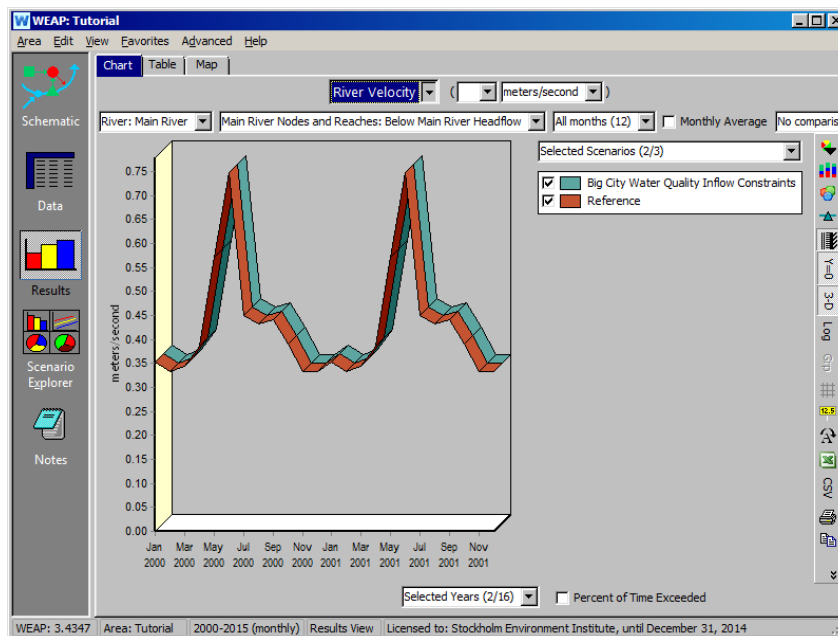 WEAP: Tutorial
Area Edit View Favorites Advanced Help
Chart Table Map
River Velocity ( meters/second )
River: Main River Main River Nodes and Reaches: Below Main River Headflow All months (12) Monthly Average No comparis
Selected Scenarios (2/3)
Big City Water Quality Inflow Constraints
Reference
Schematic
Data
Results
Scenario
Explorer
Notes
meters/second
0.75
0.70
0.65
0.60
0.55
0.50
0.45
0.40
0.35
0.30
0.25
0.20
0.15
0.10
0.05
0.00
Jan Mar May Jul Sep Nov Jan Mar May Jul Sep Nov
2000 2000 2000 2000 2000 2000 2001 2001 2001 2001 2001 2001
Y=0
3-D
Log
Grp
12.5
A
CSV
Selected Years (2/16) Percent of Time Exceeded
WEAP: 3.4347 Area: Tutorial 2000-2015 (monthly) Results View Licensed to: Stockholm Environment Institute, until December 31, 2014